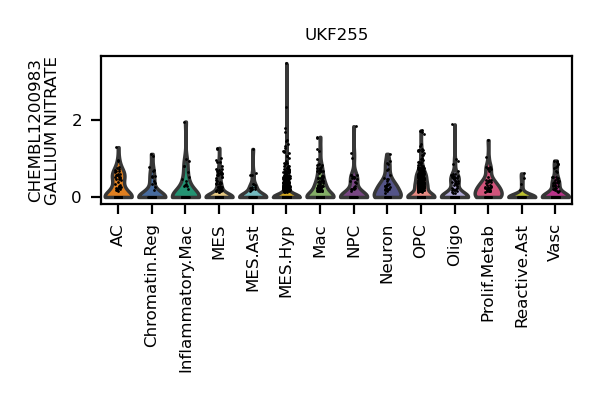 UKF255
CHEMBL1200983
GALLIUM NITRATE
2
0
AC
Chromatin.Reg
Inflammatory.Mac
MES
MES.Ast
MES.Hyp
Mac
NPC
Neuron
OPC
Oligo
Prolif.Metab
Reactive.Ast
Vasc